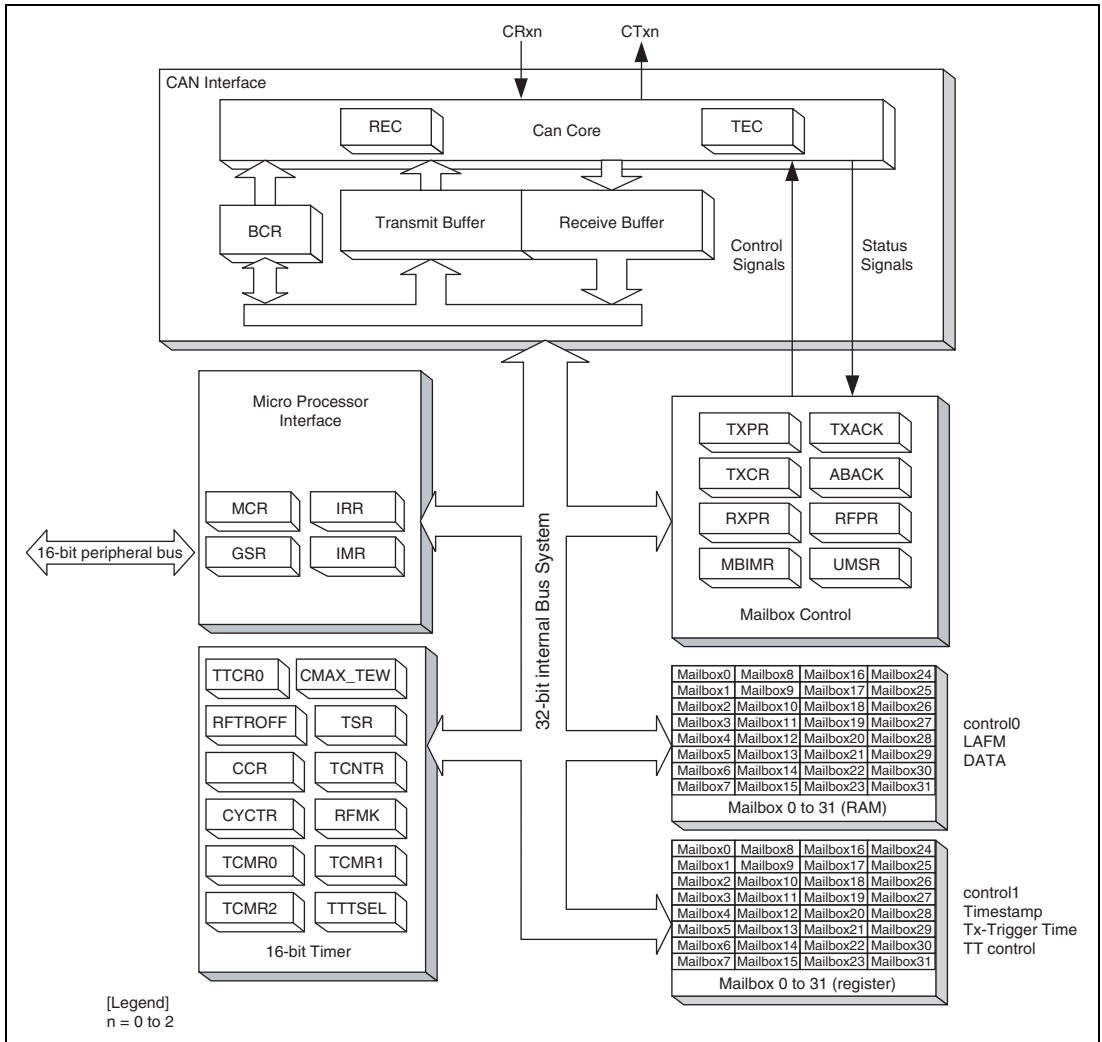 CRxn CTxn
CAN Interface
REC Can Core TEC
BCR Transmit Buffer Receive Buffer
Control
Signals
Status
Signals
Micro Processor
Interface
MCR IRR
GSR IMR
16-bit peripheral bus
32-bit internal Bus System
TXPR TXACK
TXCR ABACK
RXPR RFPR
MBIMR UMSR
Mailbox Control
TTCR0 CMAX_TEW
RFTROFF TSR
CCR TCNTR
CYCTR RFMK
TCMR0 TCMR1
TCMR2 TTTSEL
16-bit Timer
Mailbox0 Mailbox8 Mailbox16 Mailbox24
Mailbox1 Mailbox9 Mailbox17 Mailbox25
Mailbox2 Mailbox10 Mailbox18 Mailbox26
Mailbox3 Mailbox11 Mailbox19 Mailbox27
Mailbox4 Mailbox12 Mailbox20 Mailbox28
Mailbox5 Mailbox13 Mailbox21 Mailbox29
Mailbox6 Mailbox14 Mailbox22 Mailbox30
Mailbox7 Mailbox15 Mailbox23 Mailbox31
Mailbox 0 to 31 (RAM)
control0
LAFM
DATA
Mailbox0 Mailbox8 Mailbox16 Mailbox24
Mailbox1 Mailbox9 Mailbox17 Mailbox25
Mailbox2 Mailbox10 Mailbox18 Mailbox26
Mailbox3 Mailbox11 Mailbox19 Mailbox27
Mailbox4 Mailbox12 Mailbox20 Mailbox28
Mailbox5 Mailbox13 Mailbox21 Mailbox29
Mailbox6 Mailbox14 Mailbox22 Mailbox30
Mailbox7 Mailbox15 Mailbox23 Mailbox31
Mailbox 0 to 31 (register)
control1
Timestamp
Tx-Trigger Time
TT control
[Legend]
n = 0 to 2